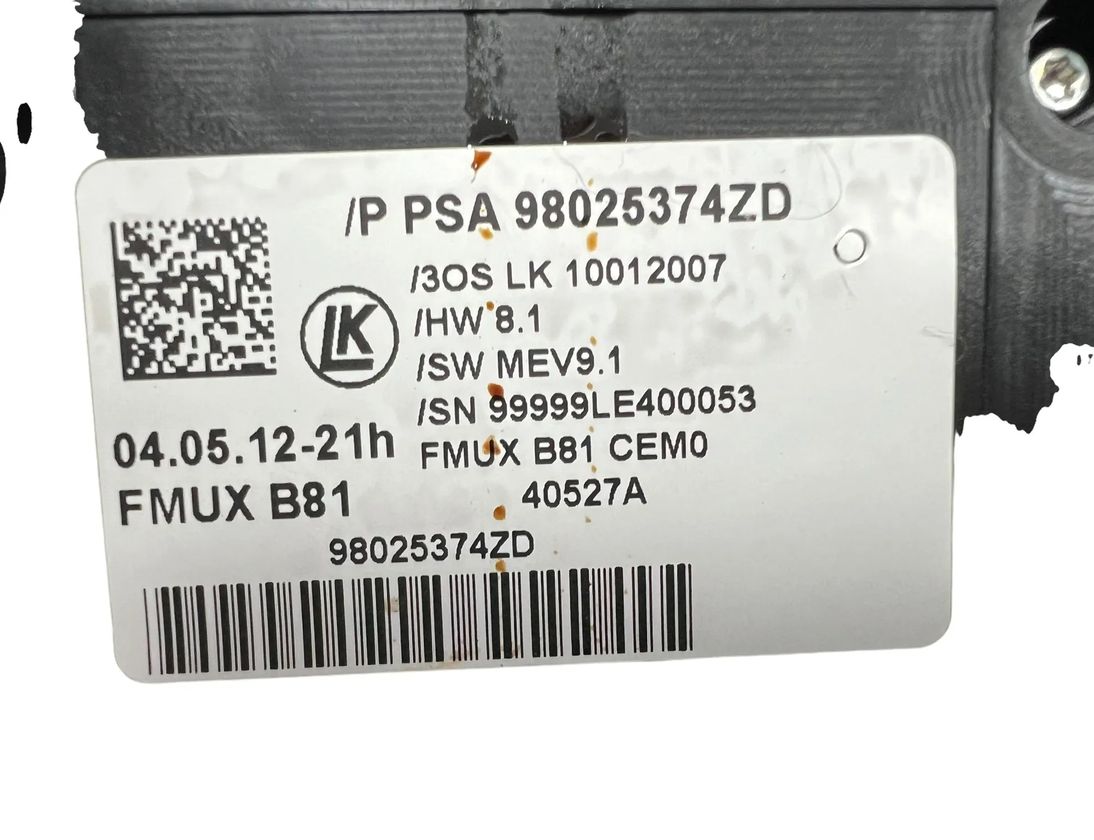 /P PSA 98025374ZD
/3OS LK 10012007
LK
/HW 8.1
/SW MEV9.1
/SN 99999LE400053
04.05.12-21h
FMUX B81 CEM0
FMUX B81
40527A
98025374ZD